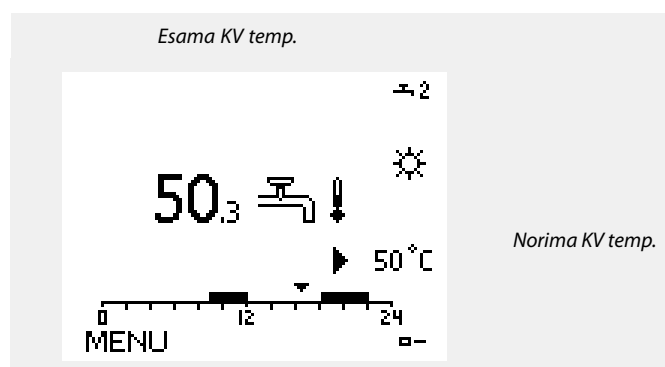 Esama KV temp.
2
50.3
Norima KV temp.
50°C
0 12 24
MENU